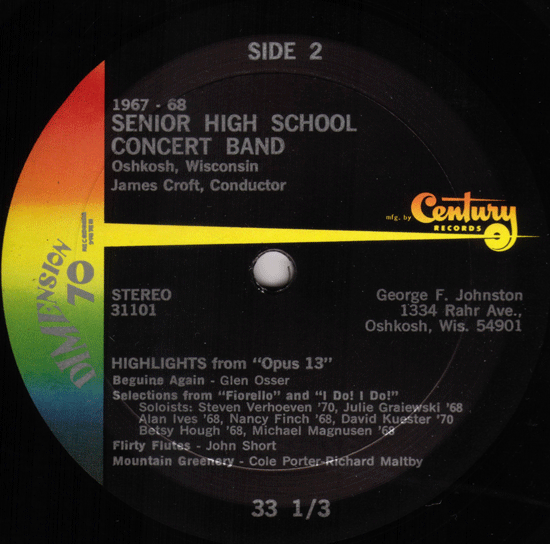 SIDE 2
1967 - 68
SENIOR HIGH SCHOOL
CONCERT BAND
Oshkosh, Wisconsin
James Croft, Conductor
mfg. by Century
RECORDS
DIMENSION
70
STEREO
31101
George F. Johnston
1334 Rahr Ave.,
Oshkosh, Wis. 54901
HIGHLIGHTS from "Opus 13"
Beguine Again - Glen Osser
Selections from "Fiorello" and "I Do! I Do!"
Soloists: Steven Verhoeven '70, Julie Graiewski '68
Alan Ives '68, Nancy Finch '68, David Kuester '70
Betsy Hough '68, Michael Magnusen '68
Flirty Flutes - John Short
Mountain Greenery - Cole Porter-Richard Maltby
33 1/3